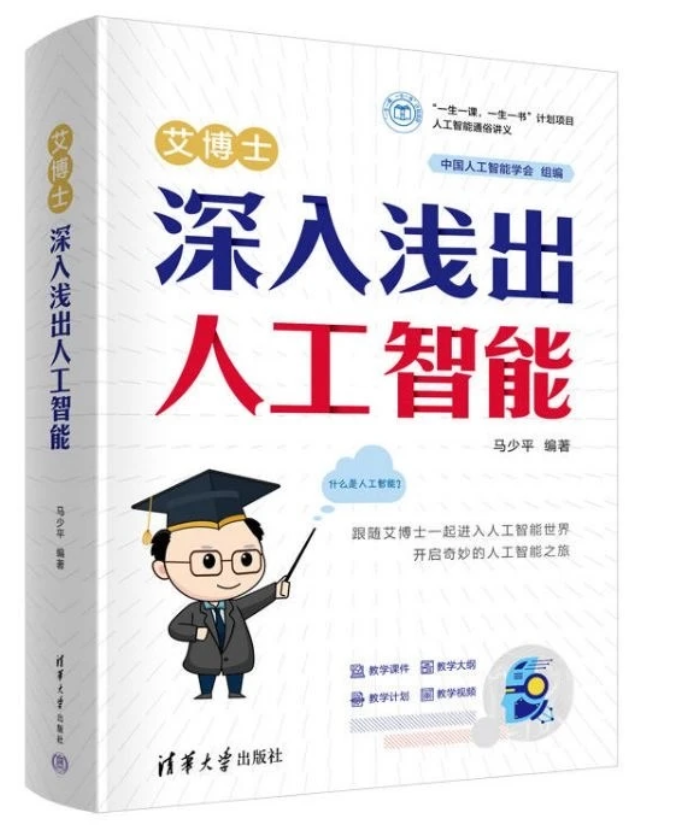 艾博士
深入浅出人工智能
马少平 编著
清华大学出版社
“一生一课，一生一书”计划项目
人工智能通俗讲义
中国人工智能学会 组编
艾博士
深入浅出
人工智能
马少平 编著
什么是人工智能?
跟随艾博士一起进入人工智能世界
开启奇妙的人工智能之旅
教学课件 教学大纲
教学计划 教学视频
清华大学出版社